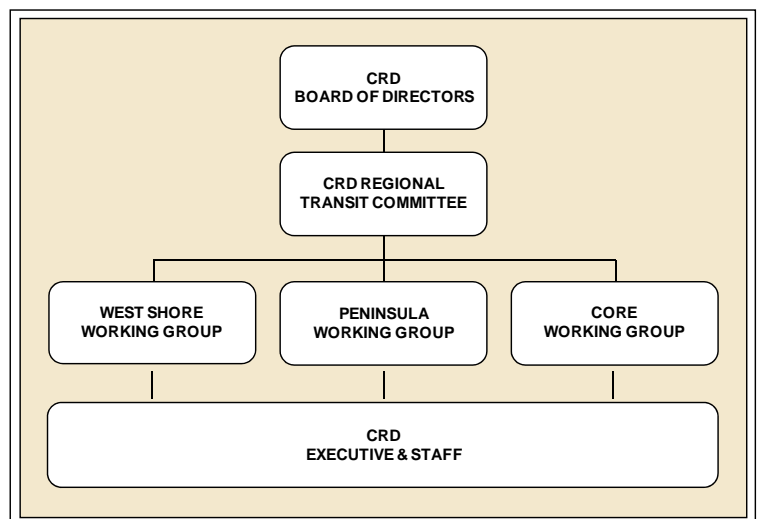 CRD
BOARD OF DIRECTORS
CRD REGIONAL
TRANSIT COMMITTEE
WEST SHORE
WORKING GROUP
PENINSULA
WORKING GROUP
CORE
WORKING GROUP
CRD
EXECUTIVE & STAFF